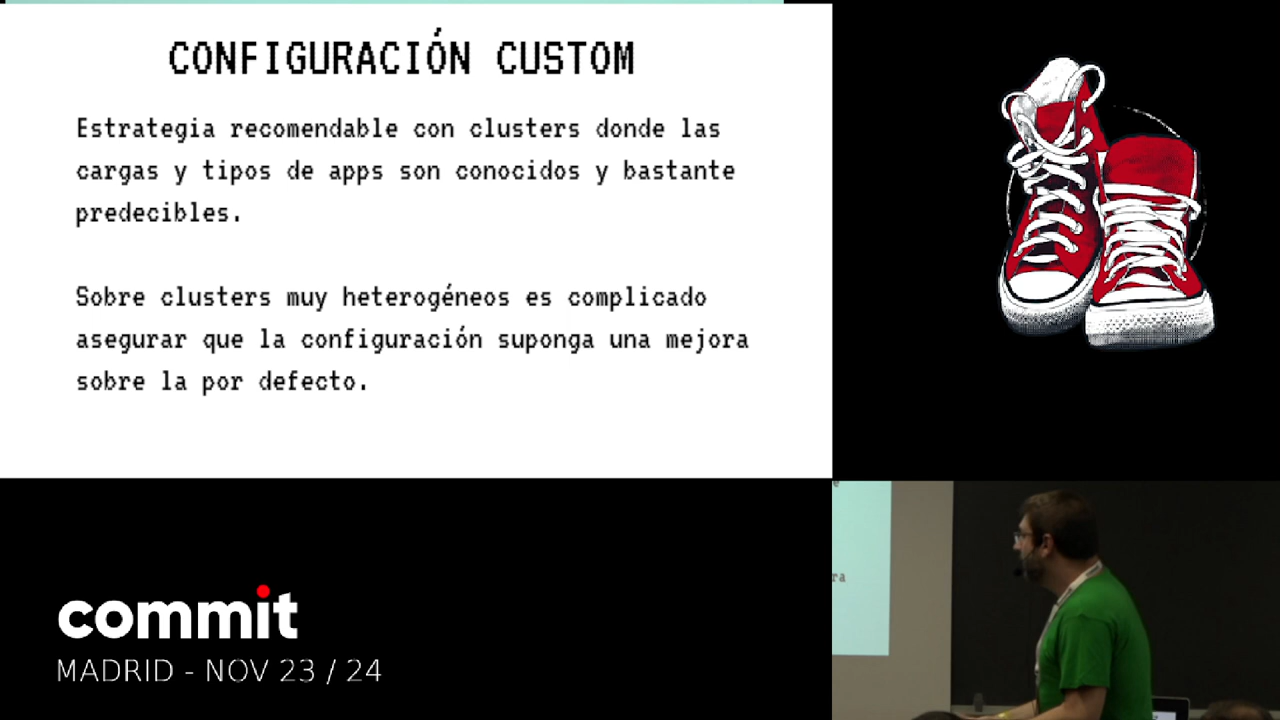 CONFIGURACIÓN CUSTOM
Estrategia recomendable con clusters donde las
cargas y tipos de apps son conocidos y bastante
predecibles.
Sobre clusters muy heterogéneos es complicado
asegurar que la configuración suponga una mejora
sobre la por defecto.
commit
MADRID - NOV 23 / 24
ra